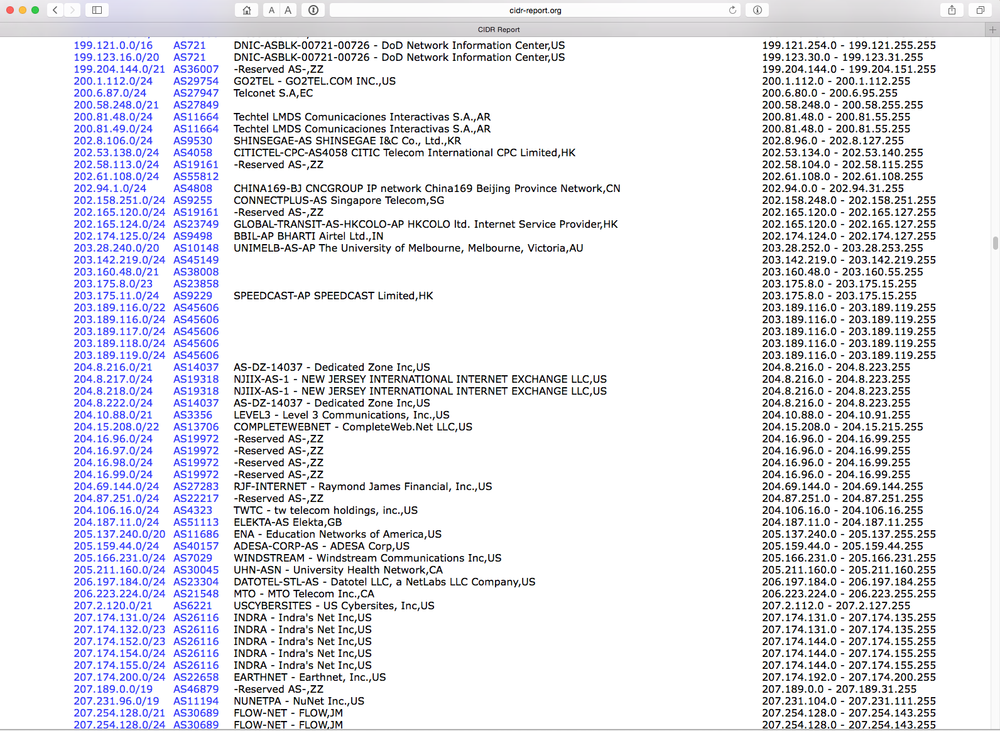 A A cidr-report.org
CIDR Report
199.121.0.0/16 AS721 DNIC-ASBLK-00721-00726 - DoD Network Information Center,US 199.121.254.0 - 199.121.255.255
199.123.16.0/20 AS721 DNIC-ASBLK-00721-00726 - DoD Network Information Center,US 199.123.30.0 - 199.123.31.255
199.204.144.0/21 AS36007 -Reserved AS-,ZZ 199.204.144.0 - 199.204.151.255
200.1.112.0/24 AS29754 GO2TEL - GO2TEL.COM INC.,US 200.1.112.0 - 200.1.112.255
200.6.87.0/24 AS27947 Telconet S.A,EC 200.6.80.0 - 200.6.95.255
200.58.248.0/21 AS27849 200.58.248.0 - 200.58.255.255
200.81.48.0/24 AS11664 Techtel LMDS Comunicaciones Interactivas S.A.,AR 200.81.48.0 - 200.81.55.255
200.81.49.0/24 AS11664 Techtel LMDS Comunicaciones Interactivas S.A.,AR 200.81.48.0 - 200.81.55.255
202.8.106.0/24 AS9530 SHINSEGAE-AS SHINSEGAE I&C Co., Ltd.,KR 202.8.96.0 - 202.8.127.255
202.53.138.0/24 AS4058 CITICTEL-CPC-AS4058 CITIC Telecom International CPC Limited,HK 202.53.134.0 - 202.53.140.255
202.58.113.0/24 AS19161 -Reserved AS-,ZZ 202.58.104.0 - 202.58.115.255
202.61.108.0/24 AS55812 202.61.108.0 - 202.61.108.255
202.94.1.0/24 AS4808 CHINA169-BJ CNCGROUP IP network China169 Beijing Province Network,CN 202.94.0.0 - 202.94.31.255
202.158.251.0/24 AS9255 CONNECTPLUS-AS Singapore Telecom,SG 202.158.248.0 - 202.158.251.255
202.165.120.0/24 AS19161 -Reserved AS-,ZZ 202.165.120.0 - 202.165.127.255
202.165.124.0/24 AS23749 GLOBAL-TRANSIT-AS-HKCOLO-AP HKCOLO ltd. Internet Service Provider,HK 202.165.120.0 - 202.165.127.255
202.174.125.0/24 AS9498 BBIL-AP BHARTI Airtel Ltd.,IN 202.174.124.0 - 202.174.127.255
203.28.240.0/20 AS10148 UNIMELB-AS-AP The University of Melbourne, Melbourne, Victoria,AU 203.28.252.0 - 203.28.253.255
203.142.219.0/24 AS45149 203.142.219.0 - 203.142.219.255
203.160.48.0/21 AS38008 203.160.48.0 - 203.160.55.255
203.175.8.0/23 AS23858 203.175.8.0 - 203.175.15.255
203.175.11.0/24 AS9229 SPEEDCAST-AP SPEEDCAST Limited,HK 203.175.8.0 - 203.175.15.255
203.189.116.0/22 AS45606 203.189.116.0 - 203.189.119.255
203.189.116.0/24 AS45606 203.189.116.0 - 203.189.119.255
203.189.117.0/24 AS45606 203.189.116.0 - 203.189.119.255
203.189.118.0/24 AS45606 203.189.116.0 - 203.189.119.255
203.189.119.0/24 AS45606 203.189.116.0 - 203.189.119.255
204.8.216.0/21 AS14037 AS-DZ-14037 - Dedicated Zone Inc,US 204.8.216.0 - 204.8.223.255
204.8.217.0/24 AS19318 NJIIX-AS-1 - NEW JERSEY INTERNATIONAL INTERNET EXCHANGE LLC,US 204.8.216.0 - 204.8.223.255
204.8.218.0/24 AS19318 NJIIX-AS-1 - NEW JERSEY INTERNATIONAL INTERNET EXCHANGE LLC,US 204.8.216.0 - 204.8.223.255
204.8.222.0/24 AS14037 AS-DZ-14037 - Dedicated Zone Inc,US 204.8.216.0 - 204.8.223.255
204.10.88.0/21 AS3356 LEVEL3 - Level 3 Communications, Inc.,US 204.10.88.0 - 204.10.91.255
204.15.208.0/22 AS13706 COMPLETEWEBNET - CompleteWeb.Net LLC,US 204.15.208.0 - 204.15.215.255
204.16.96.0/24 AS19972 -Reserved AS-,ZZ 204.16.96.0 - 204.16.99.255
204.16.97.0/24 AS19972 -Reserved AS-,ZZ 204.16.96.0 - 204.16.99.255
204.16.98.0/24 AS19972 -Reserved AS-,ZZ 204.16.96.0 - 204.16.99.255
204.16.99.0/24 AS19972 -Reserved AS-,ZZ 204.16.96.0 - 204.16.99.255
204.69.144.0/24 AS27283 RJF-INTERNET - Raymond James Financial, Inc.,US 204.69.144.0 - 204.69.144.255
204.87.251.0/24 AS22217 -Reserved AS-,ZZ 204.87.251.0 - 204.87.251.255
204.106.16.0/24 AS4323 TWTC - tw telecom holdings, inc.,US 204.106.16.0 - 204.106.16.255
204.187.11.0/24 AS51113 ELEKTA-AS Elekta,GB 204.187.11.0 - 204.187.11.255
205.137.240.0/20 AS11686 ENA - Education Networks of America,US 205.137.240.0 - 205.137.255.255
205.159.44.0/24 AS40157 ADESA-CORP-AS - ADESA Corp,US 205.159.44.0 - 205.159.44.255
205.166.231.0/24 AS7029 WINDSTREAM - Windstream Communications Inc,US 205.166.231.0 - 205.166.231.255
205.211.160.0/24 AS30045 UHN-ASN - University Health Network,CA 205.211.160.0 - 205.211.160.255
206.197.184.0/24 AS23304 DATOTEL-STL-AS - Datotel LLC, a NetLabs LLC Company,US 206.197.184.0 - 206.197.184.255
206.223.224.0/24 AS21548 MTO - MTO Telecom Inc.,CA 206.223.224.0 - 206.223.255.255
207.2.120.0/21 AS6221 USCYBERSITES - US Cybersites, Inc,US 207.2.112.0 - 207.2.127.255
207.174.131.0/24 AS26116 INDRA - Indra's Net Inc,US 207.174.131.0 - 207.174.135.255
207.174.132.0/23 AS26116 INDRA - Indra's Net Inc,US 207.174.131.0 - 207.174.135.255
207.174.152.0/23 AS26116 INDRA - Indra's Net Inc,US 207.174.144.0 - 207.174.155.255
207.174.154.0/24 AS26116 INDRA - Indra's Net Inc,US 207.174.144.0 - 207.174.155.255
207.174.155.0/24 AS26116 INDRA - Indra's Net Inc,US 207.174.144.0 - 207.174.155.255
207.174.200.0/24 AS22658 EARTHNET - Earthnet, Inc.,US 207.174.192.0 - 207.174.200.255
207.189.0.0/19 AS46879 -Reserved AS-,ZZ 207.189.0.0 - 207.189.31.255
207.231.96.0/19 AS11194 NUNETPA - NuNet Inc.,US 207.231.104.0 - 207.231.111.255
207.254.128.0/21 AS30689 FLOW-NET - FLOW,JM 207.254.128.0 - 207.254.143.255
207.254.128.0/24 AS30689 FLOW-NET - FLOW,JM 207.254.128.0 - 207.254.143.255